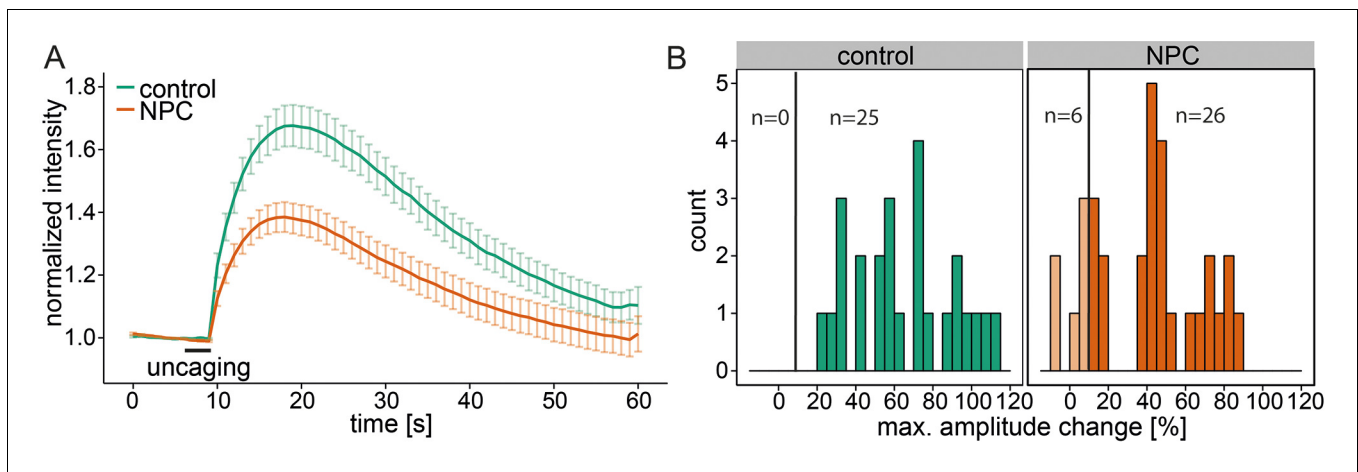 A
normalized intensity
1.8
1.6
1.4
1.2
1.0
control
NPC
uncaging
0 10 20 30 40 50 60
time [s]
B
control NPC
count
5
4
3
2
1
0
n=0 n=25 n=6 n=26
0 20 40 60 80 100 120 0 20 40 60 80 100 120
max. amplitude change [%]